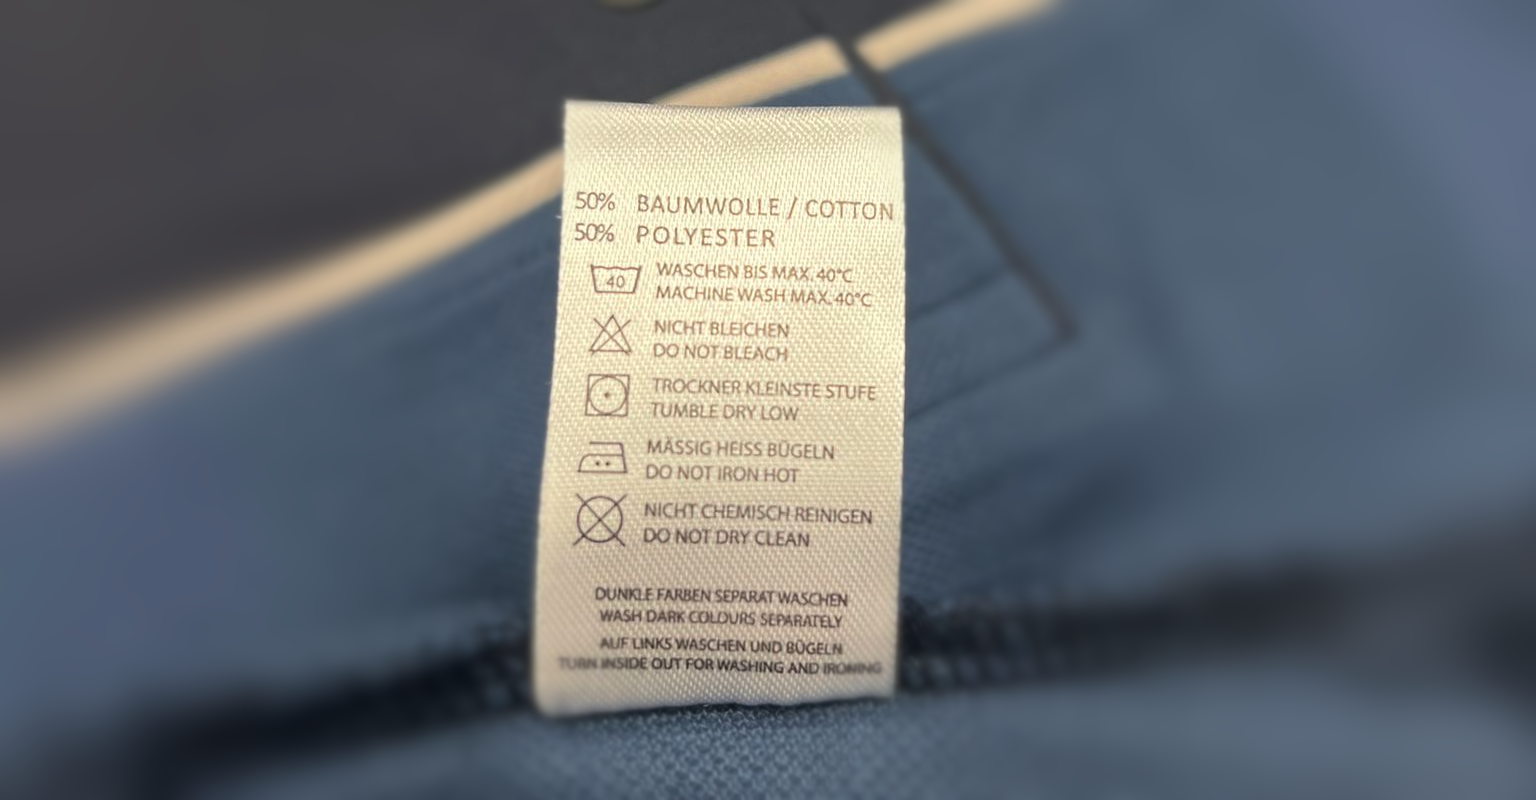 50% BAUMWOLLE / COTTON
50% POLYESTER
40 WASCHEN BIS MAX. 40°C
MACHINE WASH MAX. 40°C
NICHT BLEICHEN
DO NOT BLEACH
TROCKNER KLEINSTE STUFE
TUMBLE DRY LOW
MÄSSIG HEISS BÜGELN
DO NOT IRON HOT
NICHT CHEMISCH REINIGEN
DO NOT DRY CLEAN
DUNKLE FARBEN SEPARAT WASCHEN
WASH DARK COLOURS SEPARATELY
AUF LINKS WASCHEN UND BÜGELN
TURN INSIDE OUT FOR WASHING AND IRONING